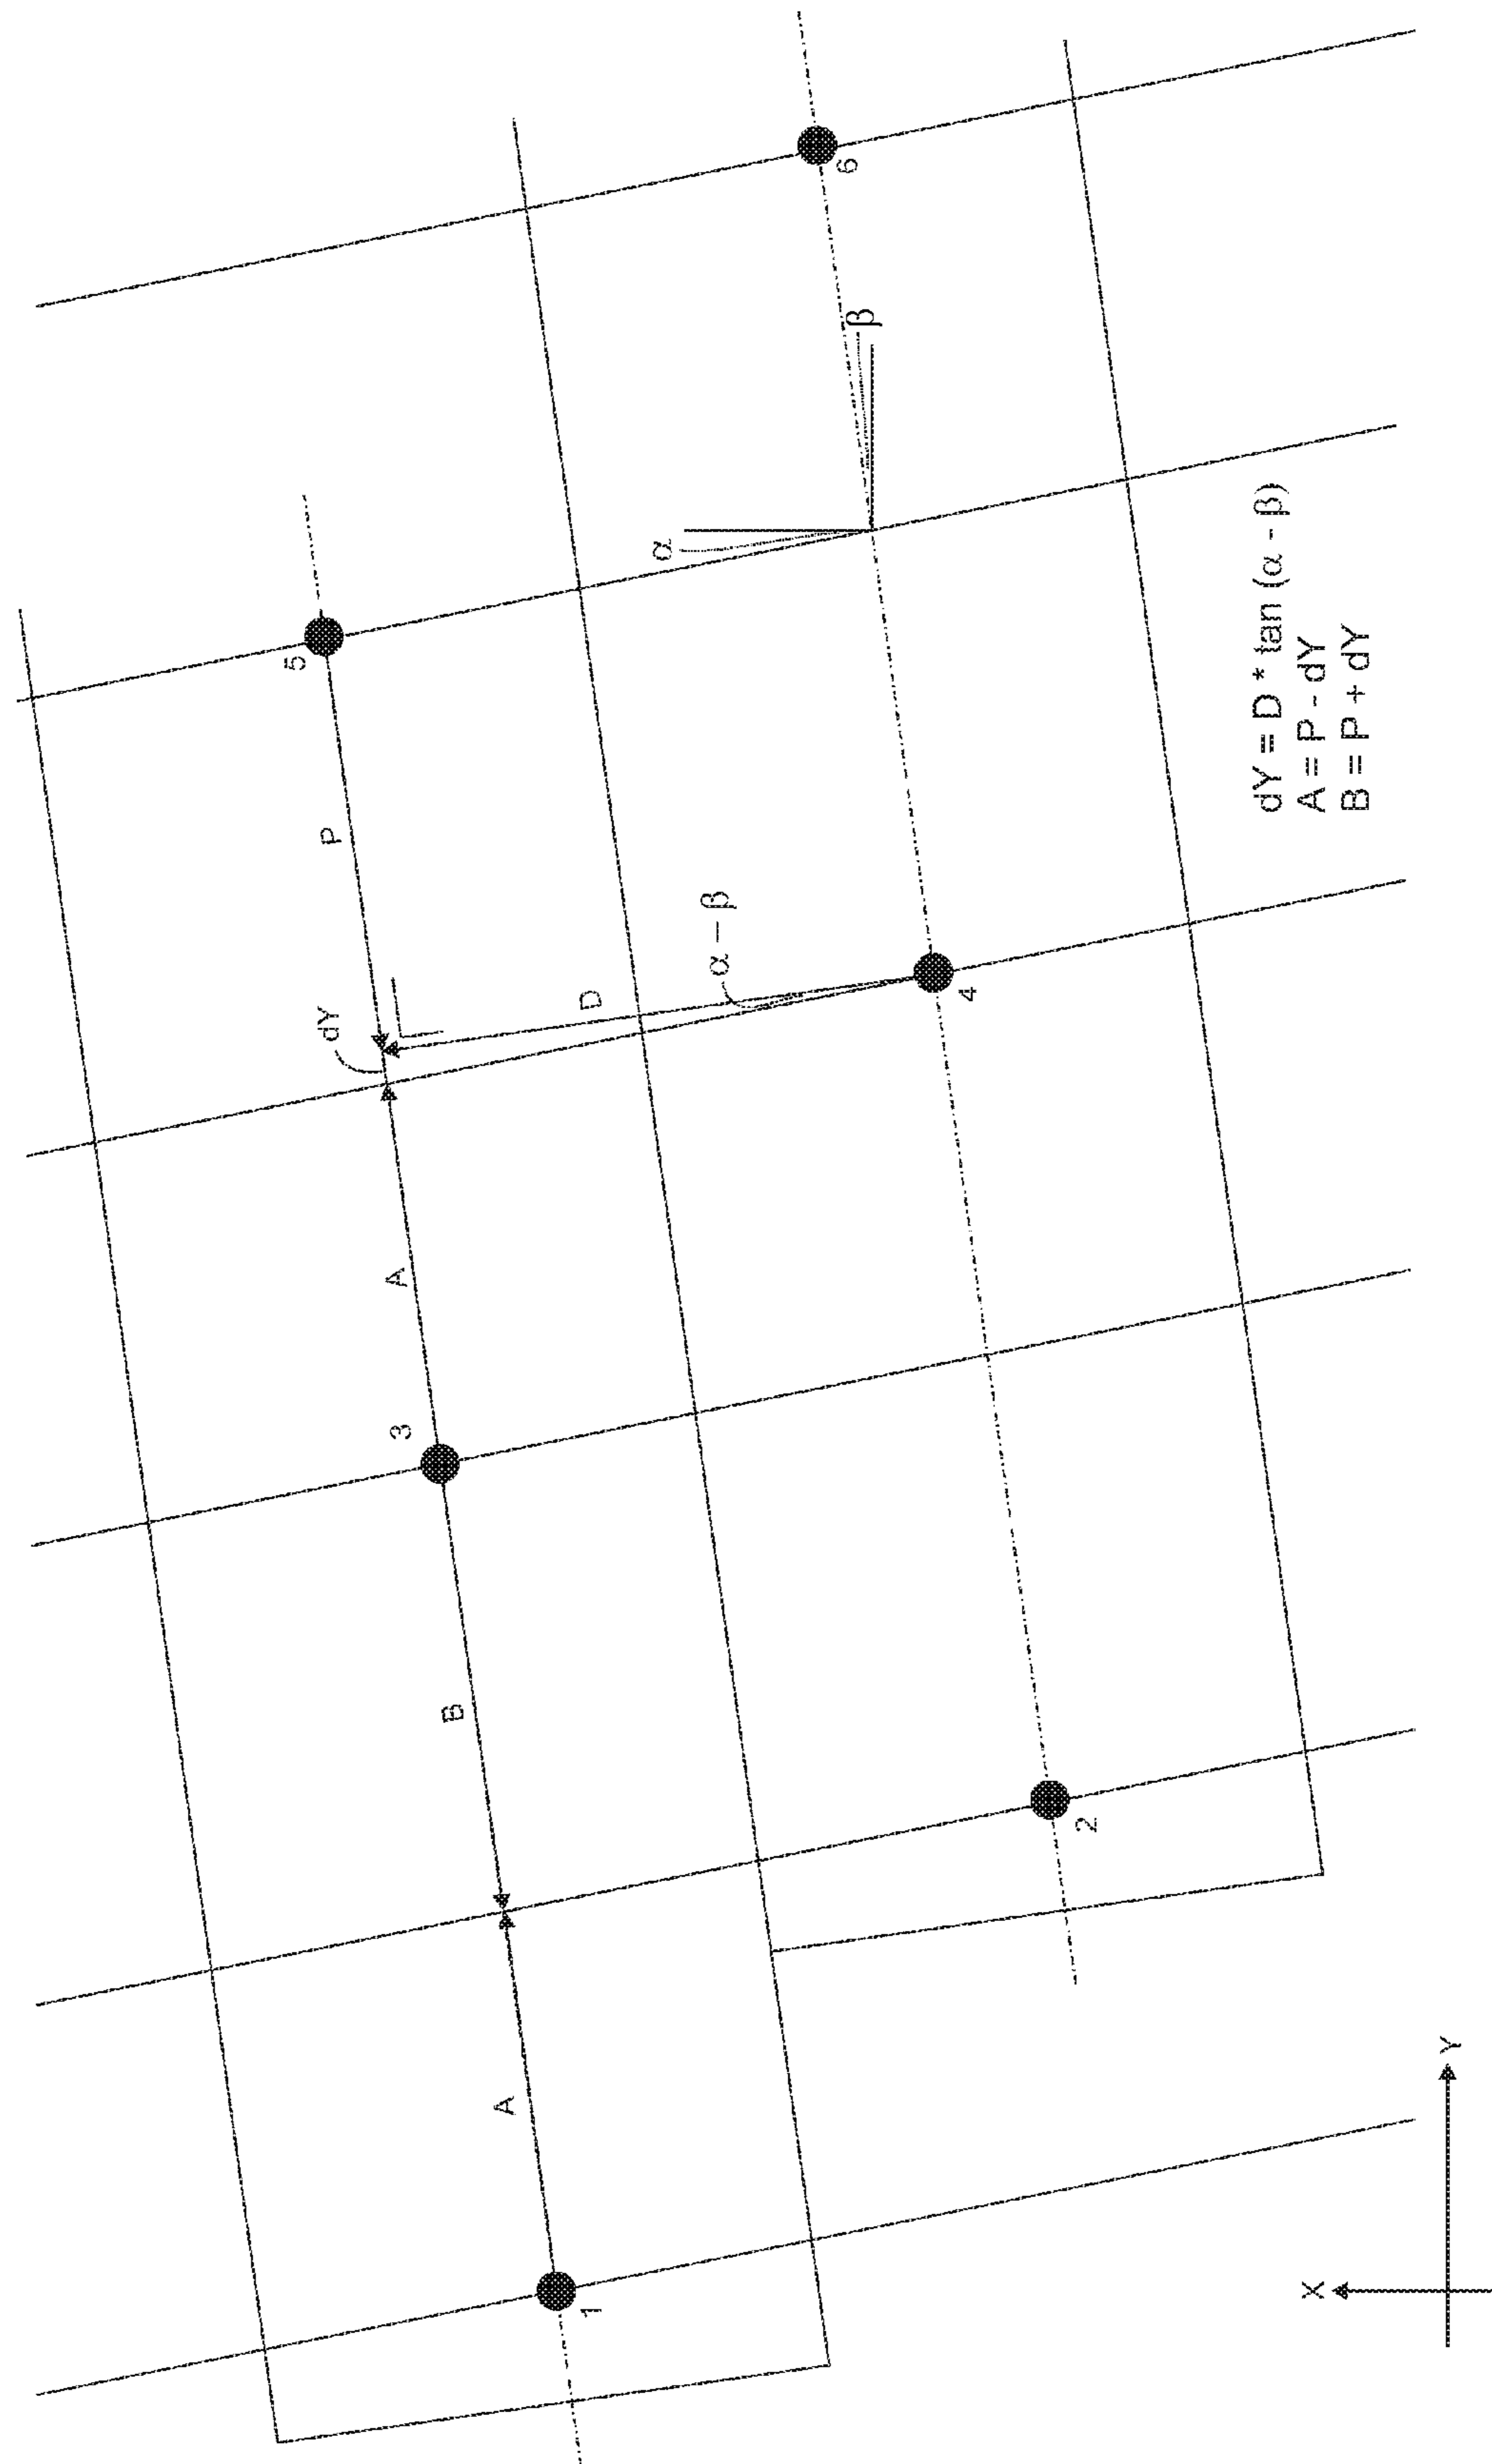 1
2
3
4
5
6
A
B
A
dY
P
D
α – β
α
β
dY = D * tan (α - β)
A = P - dY
B = P + dY
X
Y